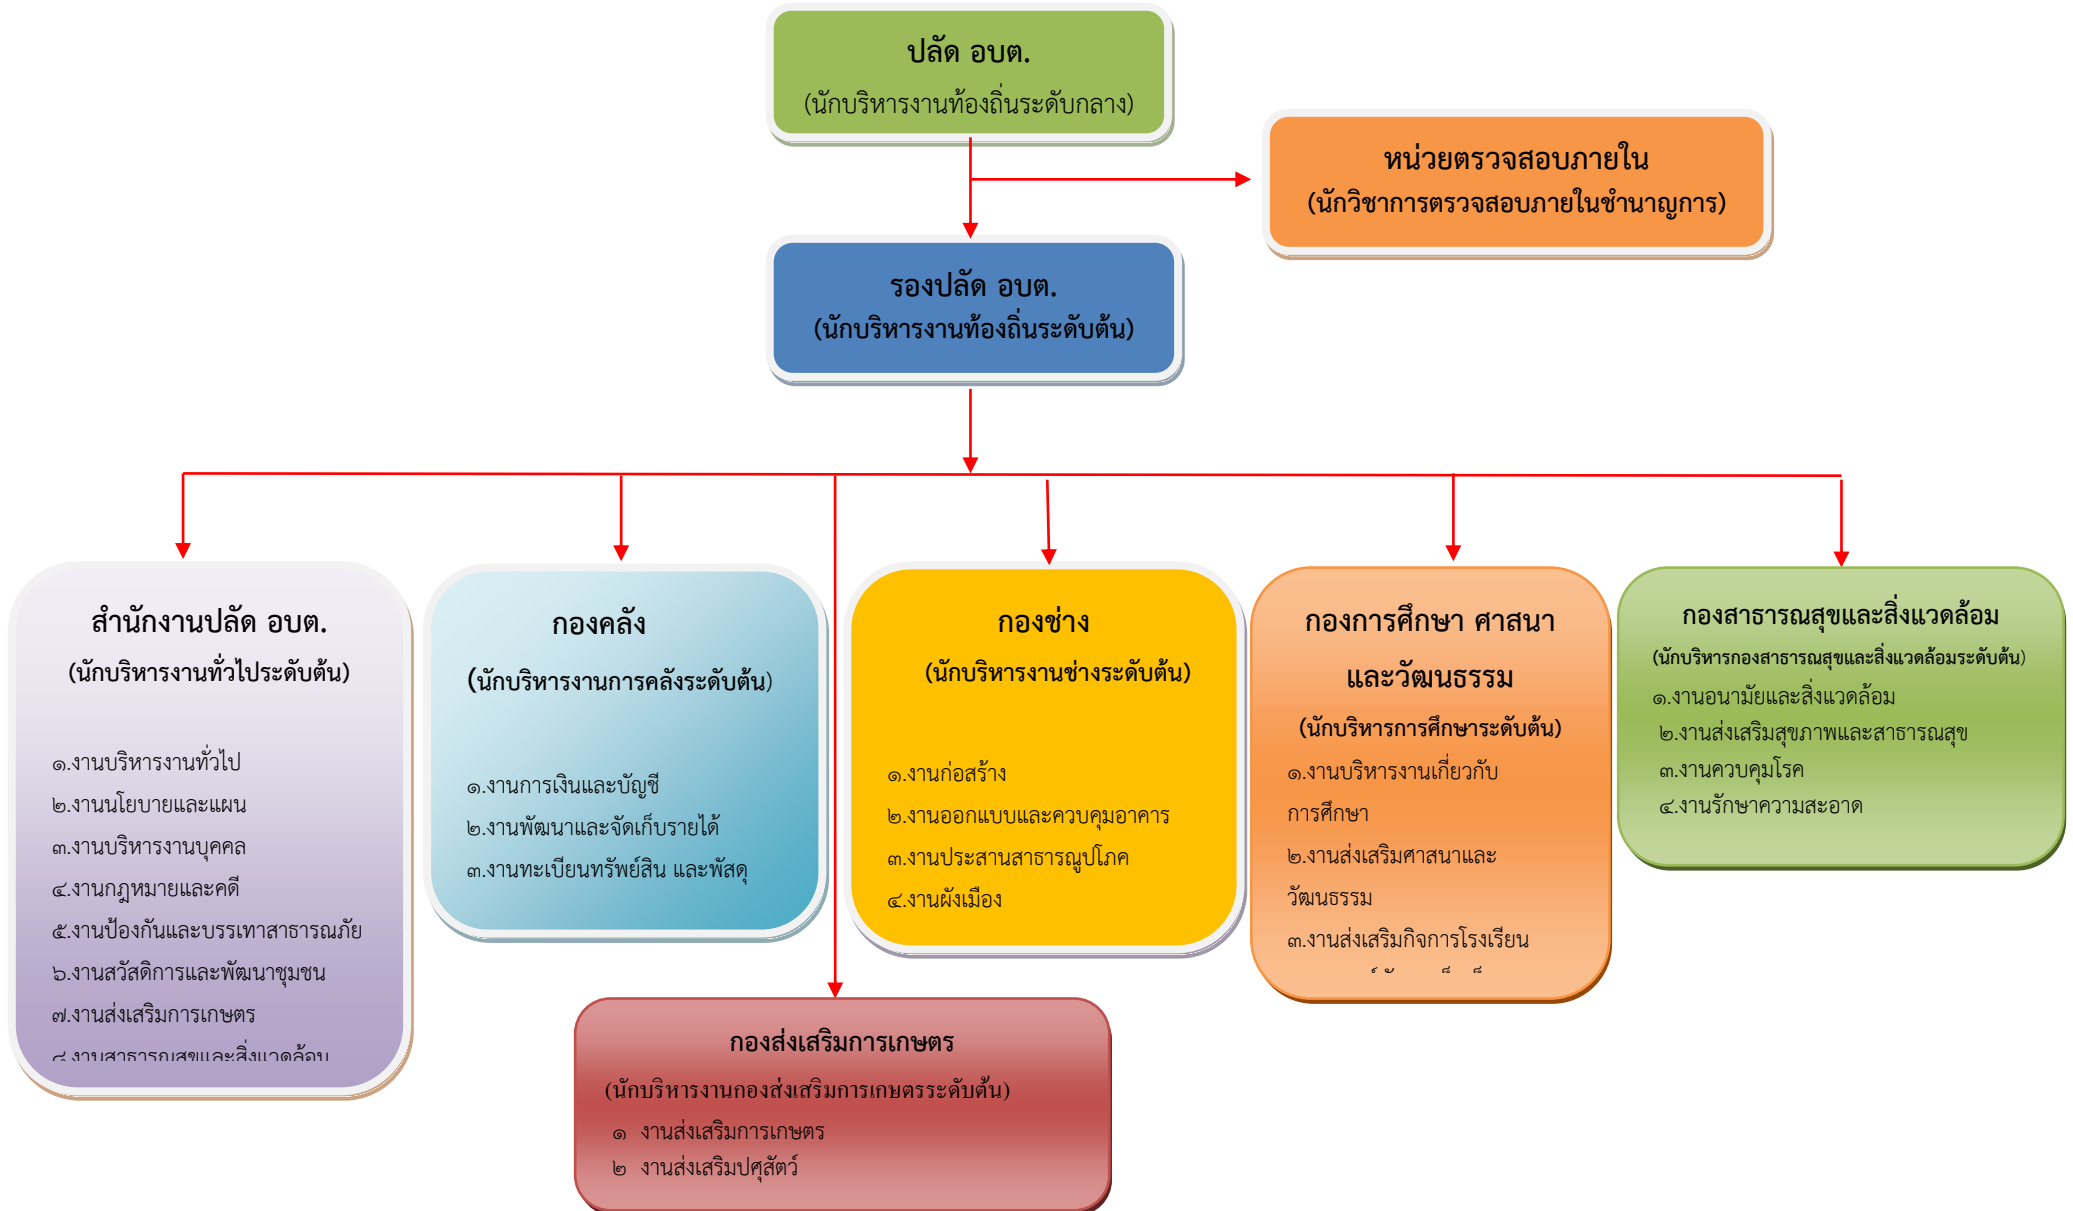 ปลัด อบต.
(นักบริหารงานท้องถิ่นระดับกลาง)
หน่วยตรวจสอบภายใน
(นักวิชาการตรวจสอบภายในชำนาญการ)
รองปลัด อบต.
(นักบริหารงานท้องถิ่นระดับต้น)
สำนักงานปลัด อบต.
(นักบริหารงานทั่วไประดับต้น)
๑.งานบริหารงานทั่วไป
๒.งานนโยบายและแผน
๓.งานบริหารงานบุคคล
๔.งานกฎหมายและคดี
๕.งานป้องกันและบรรเทาสาธารณภัย
๖.งานสวัสดิการและพัฒนาชุมชน
๗.งานส่งเสริมการเกษตร
๘.งานสาธารณสุขและสิ่งแวดล้อม
กองคลัง
(นักบริหารงานการคลังระดับต้น)
๑.งานการเงินและบัญชี
๒.งานพัฒนาและจัดเก็บรายได้
๓.งานทะเบียนทรัพย์สิน และพัสดุ
กองช่าง
(นักบริหารงานช่างระดับต้น)
๑.งานก่อสร้าง
๒.งานออกแบบและควบคุมอาคาร
๓.งานประสานสาธารณูปโภค
๔.งานผังเมือง
กองการศึกษา ศาสนา
และวัฒนธรรม
(นักบริหารการศึกษาระดับต้น)
๑.งานบริหารงานเกี่ยวกับ
การศึกษา
๒.งานส่งเสริมศาสนาและ
วัฒนธรรม
๓.งานส่งเสริมกิจการโรงเรียน
กองสาธารณสุขและสิ่งแวดล้อม
(นักบริหารกองสาธารณสุขและสิ่งแวดล้อมระดับต้น)
๑.งานอนามัยและสิ่งแวดล้อม
๒.งานส่งเสริมสุขภาพและสาธารณสุข
๓.งานควบคุมโรค
๔.งานรักษาความสะอาด
กองส่งเสริมการเกษตร
(นักบริหารงานกองส่งเสริมการเกษตรระดับต้น)
๑ งานส่งเสริมการเกษตร
๒ งานส่งเสริมปศุสัตว์